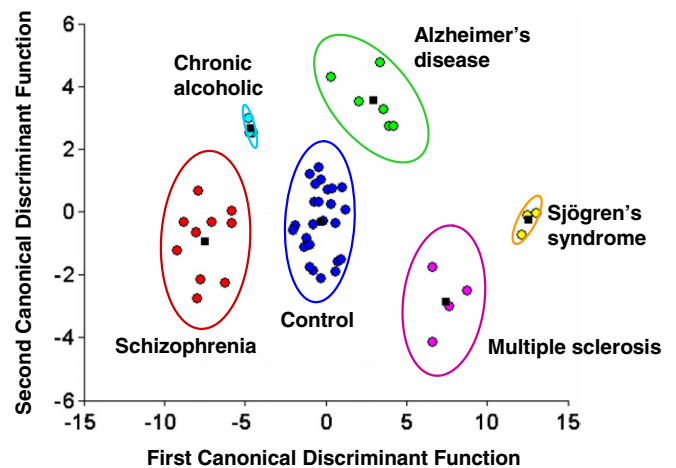 6
4
2
0
-2
-4
-6
-15
-10
-5
0
5
10
15
Second Canonical Discriminant Function
First Canonical Discriminant Function
Chronic
alcoholic
Alzheimer's
disease
Sjögren's
syndrome
Schizophrenia
Control
Multiple sclerosis